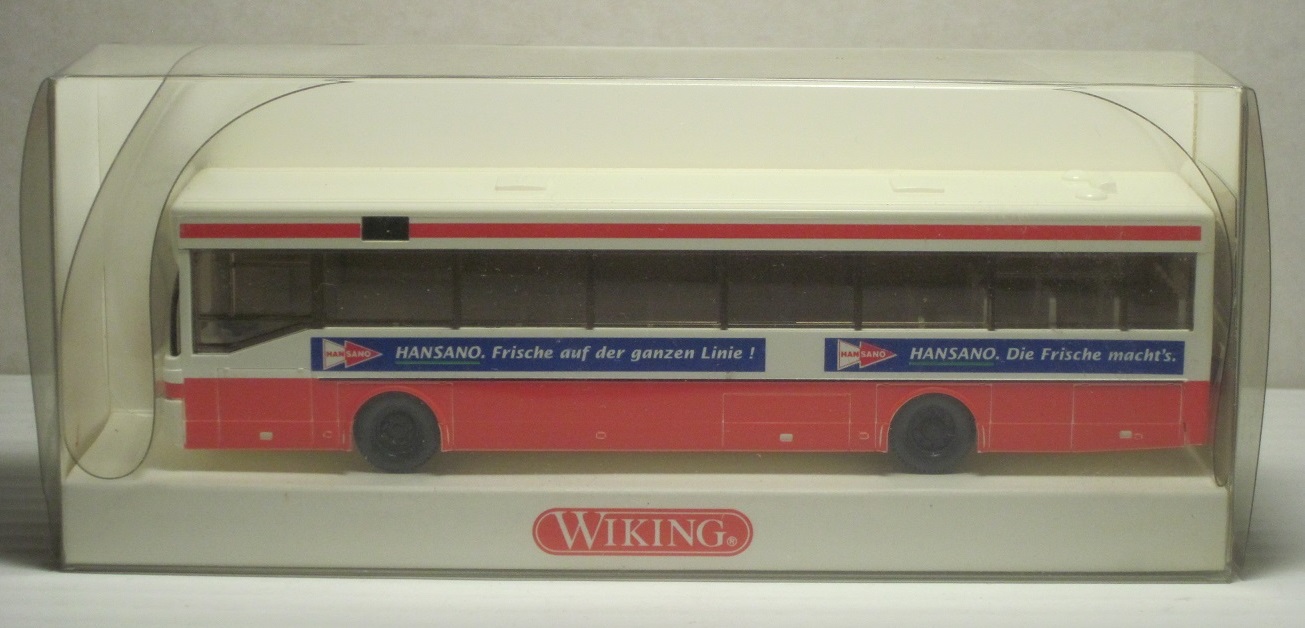 HANSANO HANSANO. Frische auf der ganzen Linie !
HANSANO HANSANO. Die Frische macht's.
WIKING®